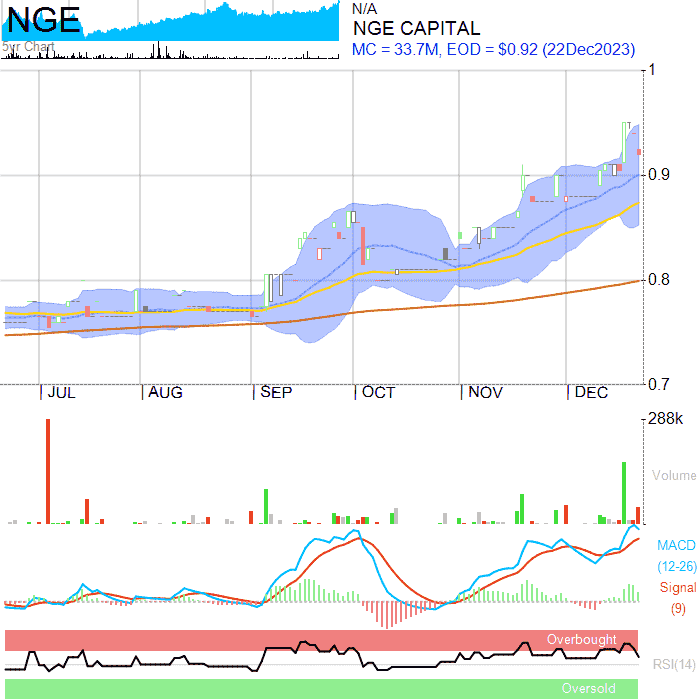 NGE
5yr Chart
N/A
NGE CAPITAL
MC = 33.7M, EOD = $0.92 (22Dec2023)
1
0.9
0.8
0.7
JUL AUG SEP OCT NOV DEC
288k
Volume
MACD
(12-26)
Signal
(9)
Overbought
RSI(14)
Oversold